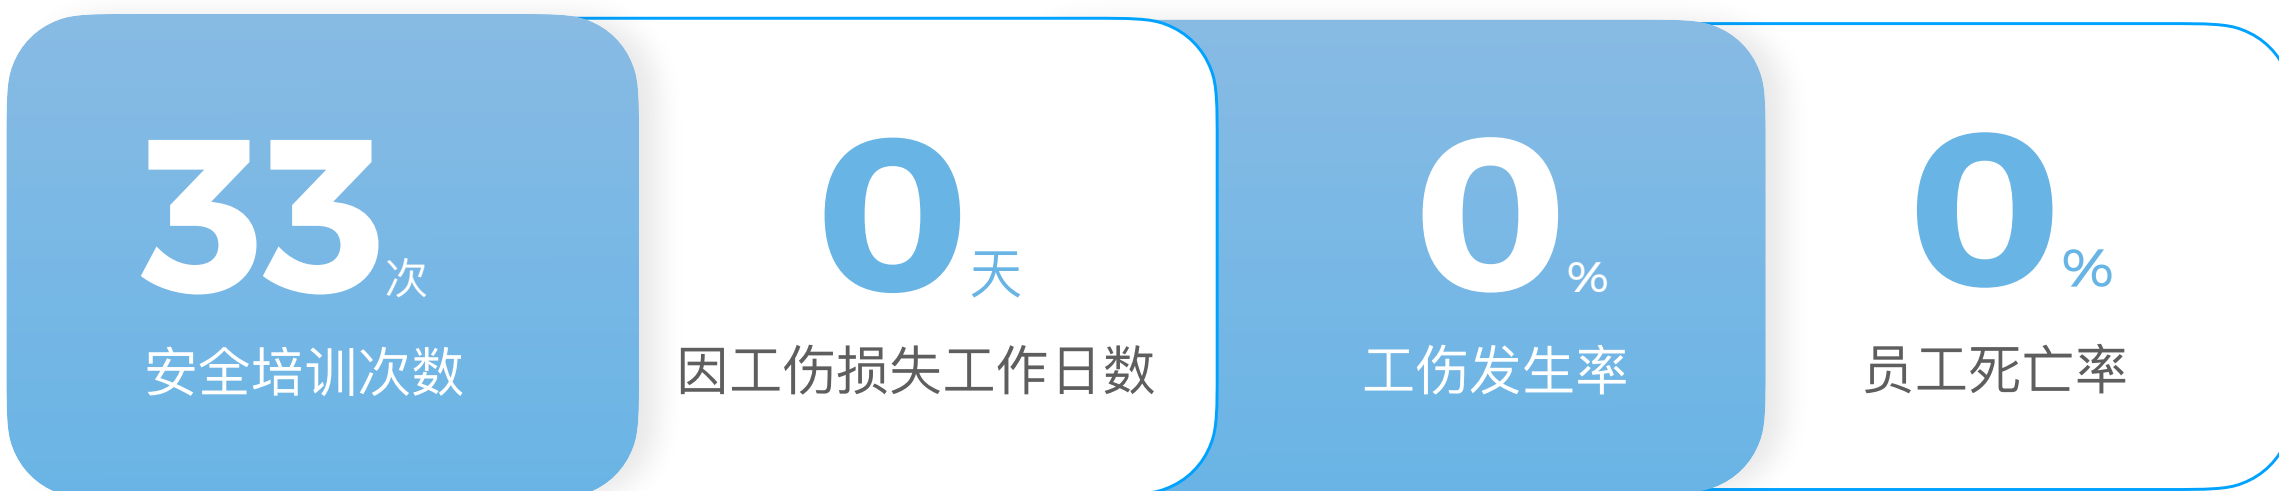 33次
安全培训次数
0天
因工伤损失工作日数
0%
工伤发生率
0%
员工死亡率